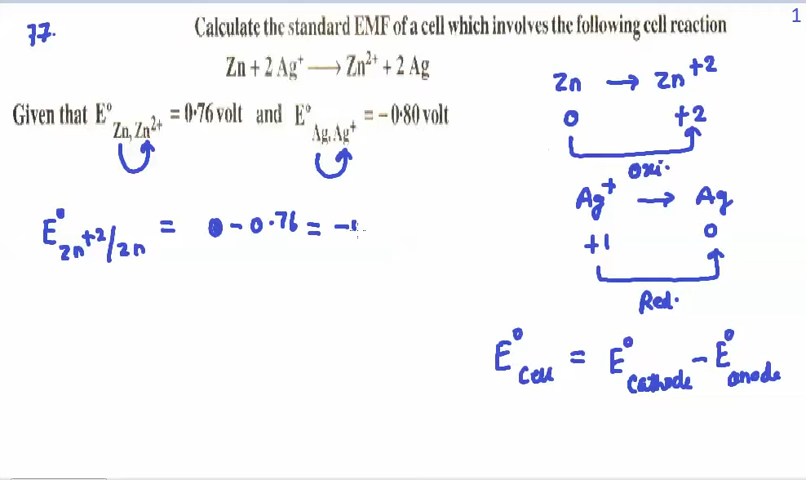 1
77.
Calculate the standard EMF of a cell which involves the following cell reaction
Zn + 2 Ag⁺ ⟶ Zn²⁺ + 2 Ag
Given that E° Zn, Zn²⁺ = 0·76 volt and E° Ag, Ag⁺ = −0·80 volt
Zn → Zn⁺²
0 +2
Oxi.
Ag⁺ → Ag
+1 0
Red.
E° Zn⁺²/Zn = 0 - 0.76 = -
E° Cell = E° Cathode - E° anode